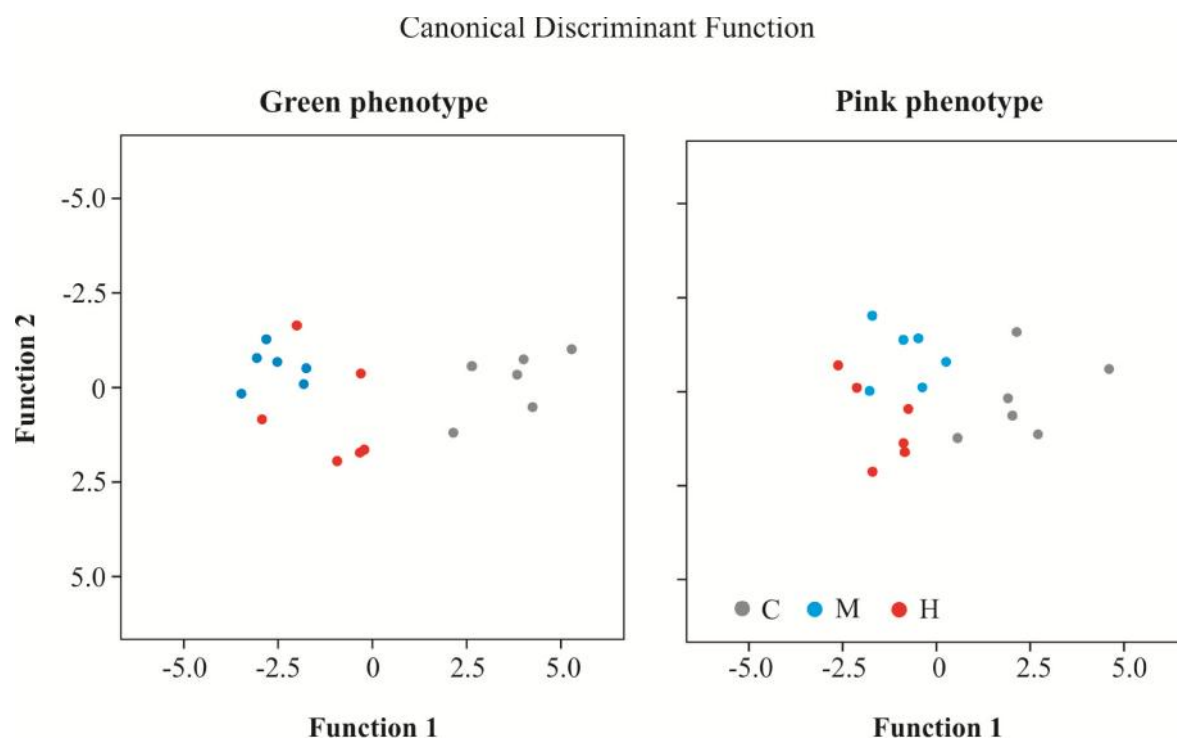 Canonical Discriminant Function
Green phenotype
Pink phenotype
Function 2
-5.0
-2.5
0
2.5
5.0
C M H
-5.0 -2.5 0 2.5 5.0
-5.0 -2.5 0 2.5 5.0
Function 1
Function 1